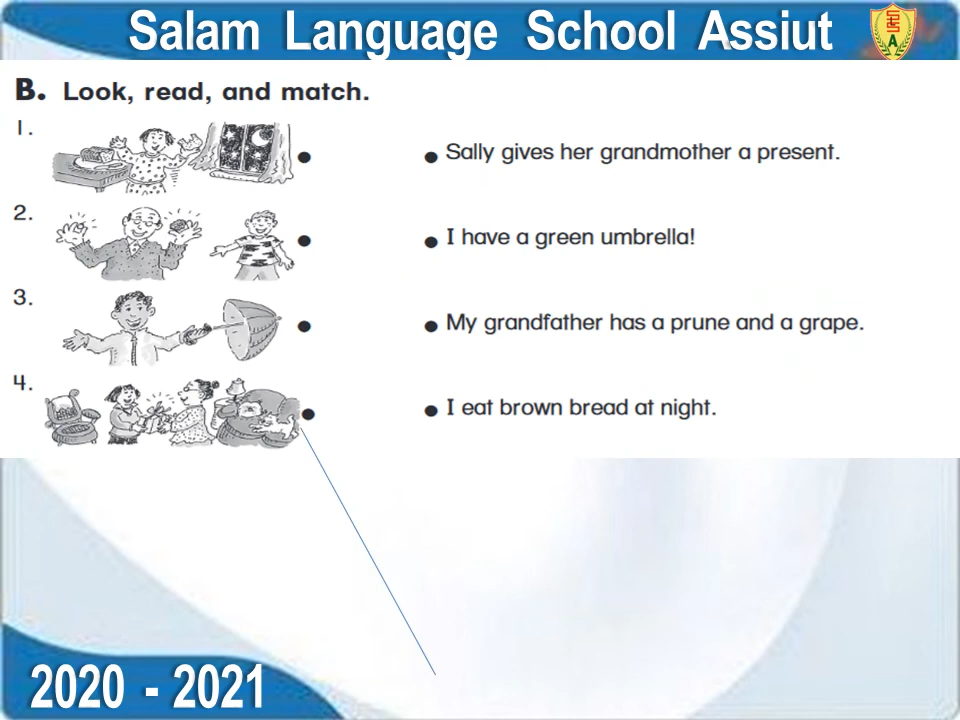 Salam Language School Assiut
B. Look, read, and match.
1.
Sally gives her grandmother a present.
2.
I have a green umbrella!
3.
My grandfather has a prune and a grape.
4.
I eat brown bread at night.
2020 - 2021